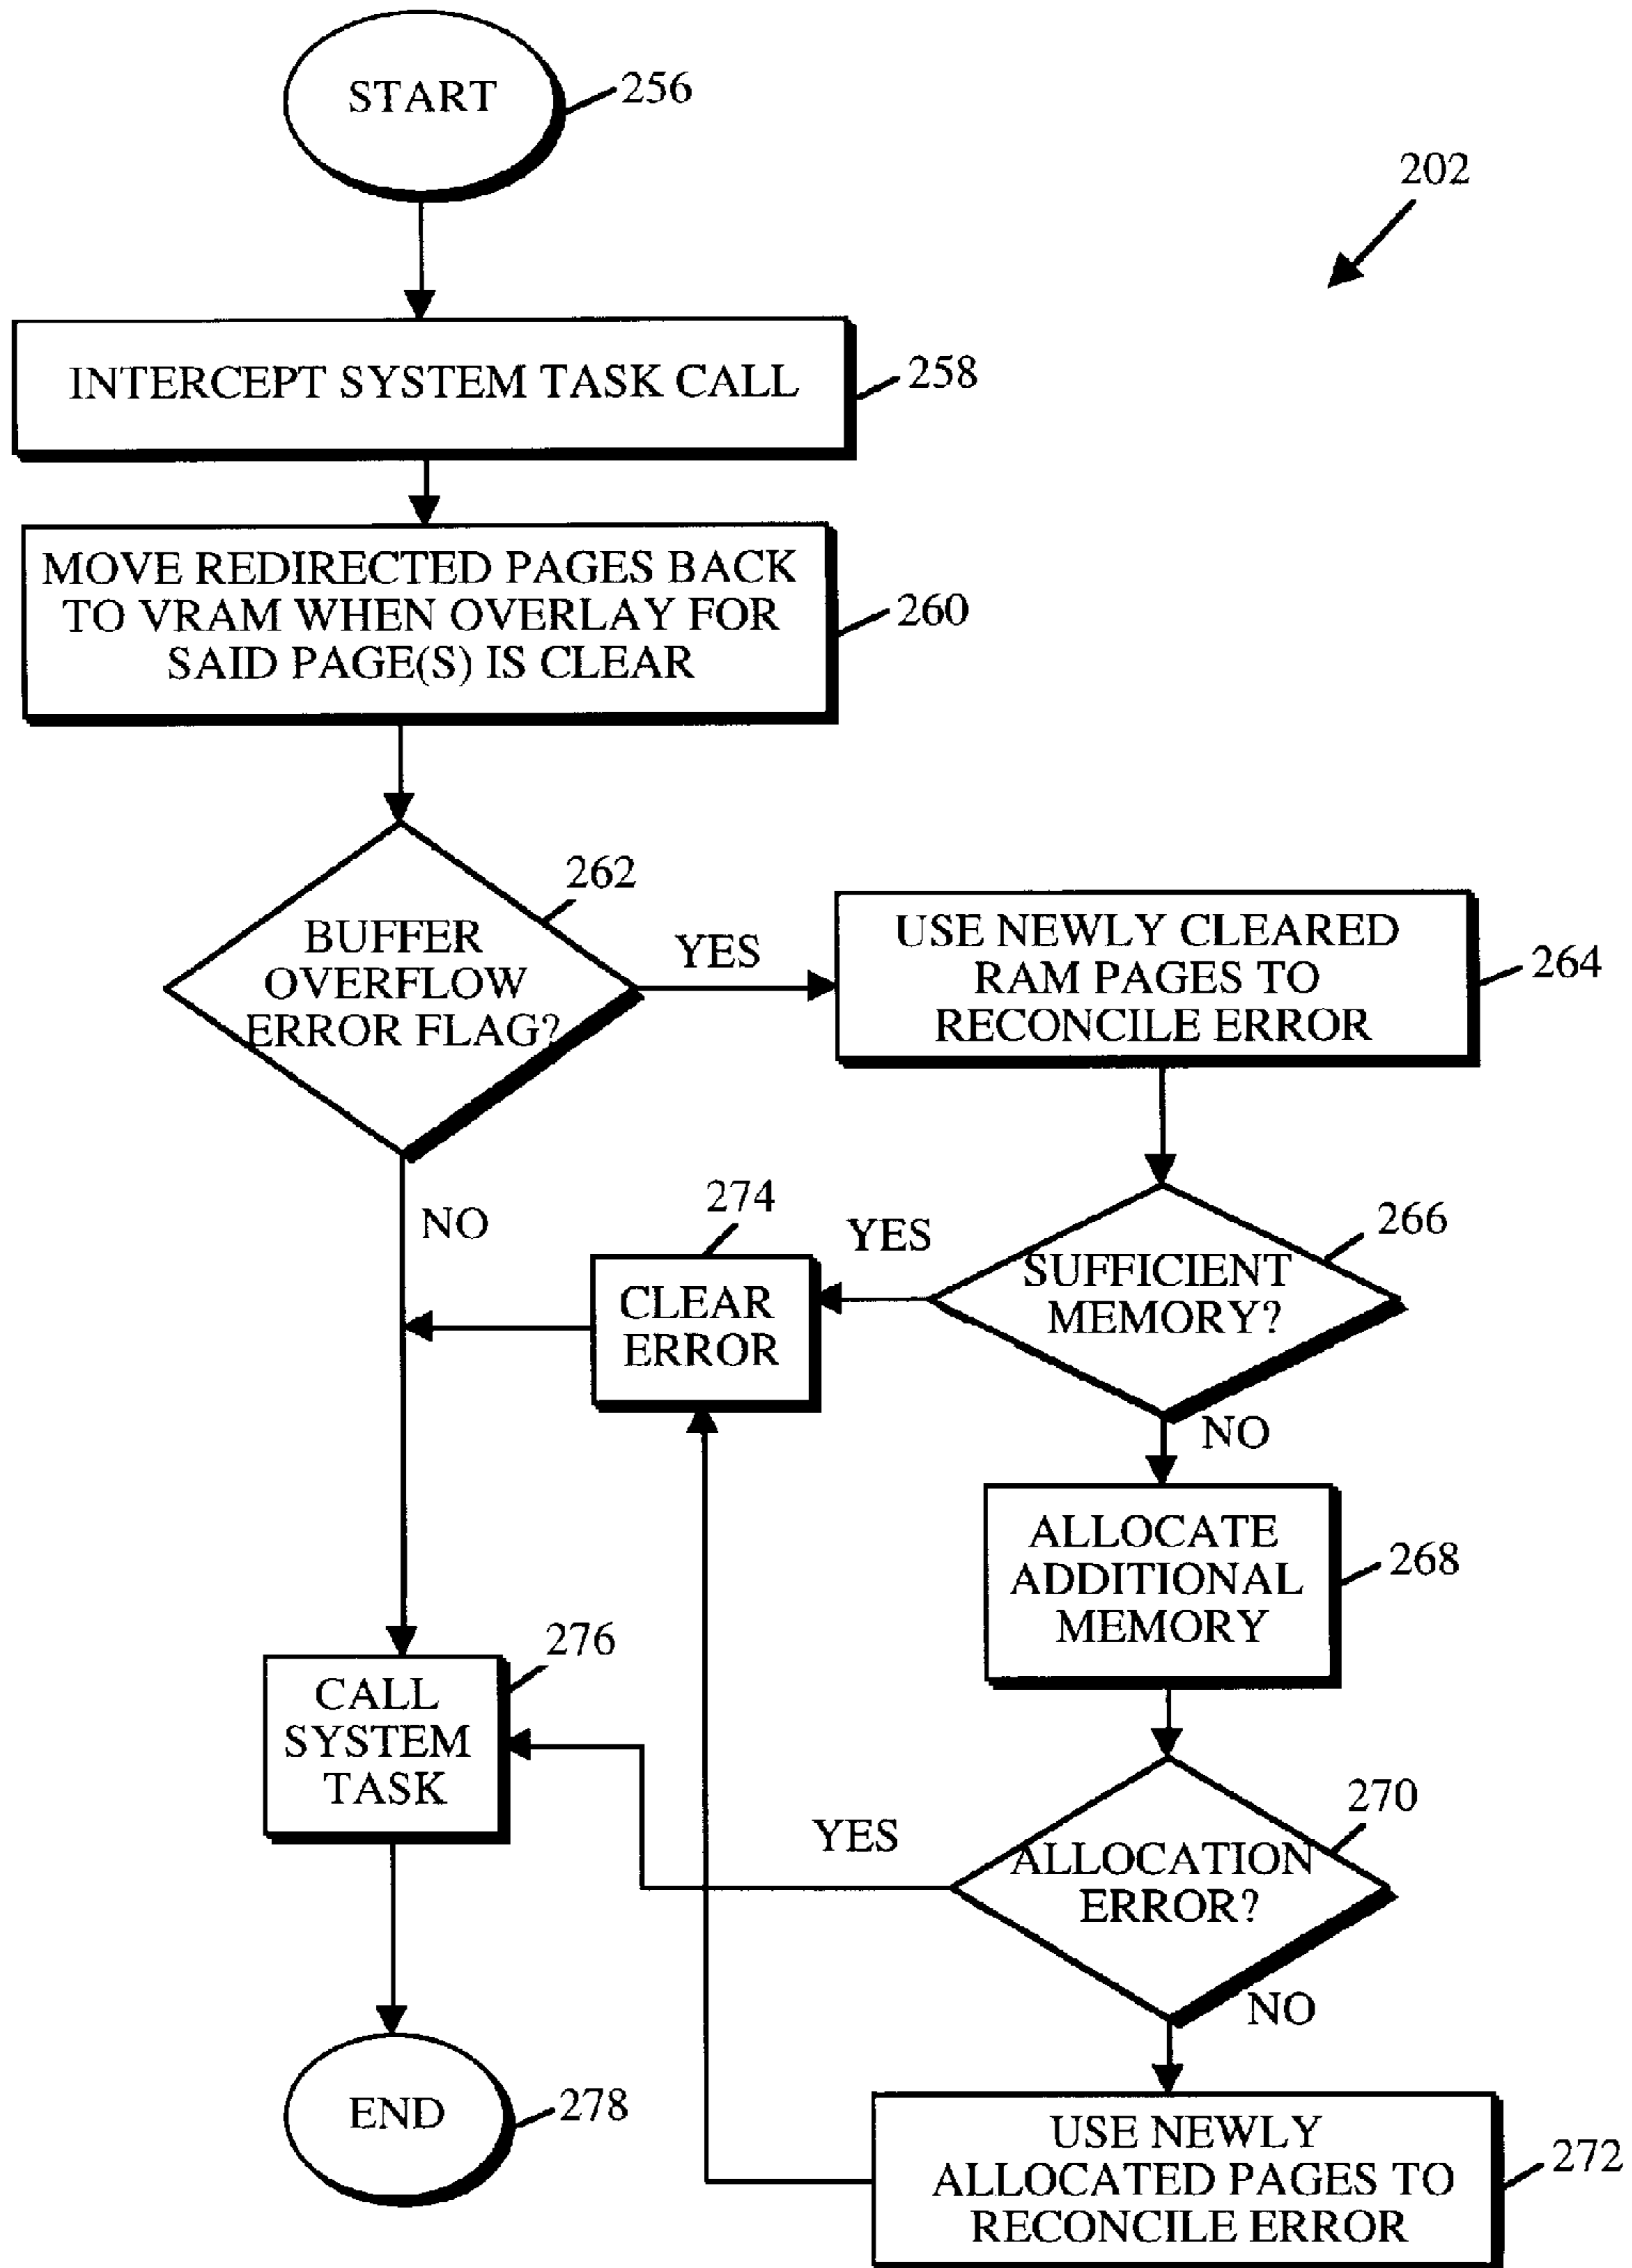 START
256
202
INTERCEPT SYSTEM TASK CALL
258
MOVE REDIRECTED PAGES BACK
TO VRAM WHEN OVERLAY FOR
SAID PAGE(S) IS CLEAR
260
262
BUFFER
OVERFLOW
ERROR FLAG?
YES
NO
USE NEWLY CLEARED
RAM PAGES TO
RECONCILE ERROR
264
266
SUFFICIENT
MEMORY?
YES
NO
274
CLEAR
ERROR
ALLOCATE
ADDITIONAL
MEMORY
268
276
CALL
SYSTEM
TASK
270
ALLOCATION
ERROR?
YES
NO
END
278
USE NEWLY
ALLOCATED PAGES TO
RECONCILE ERROR
272